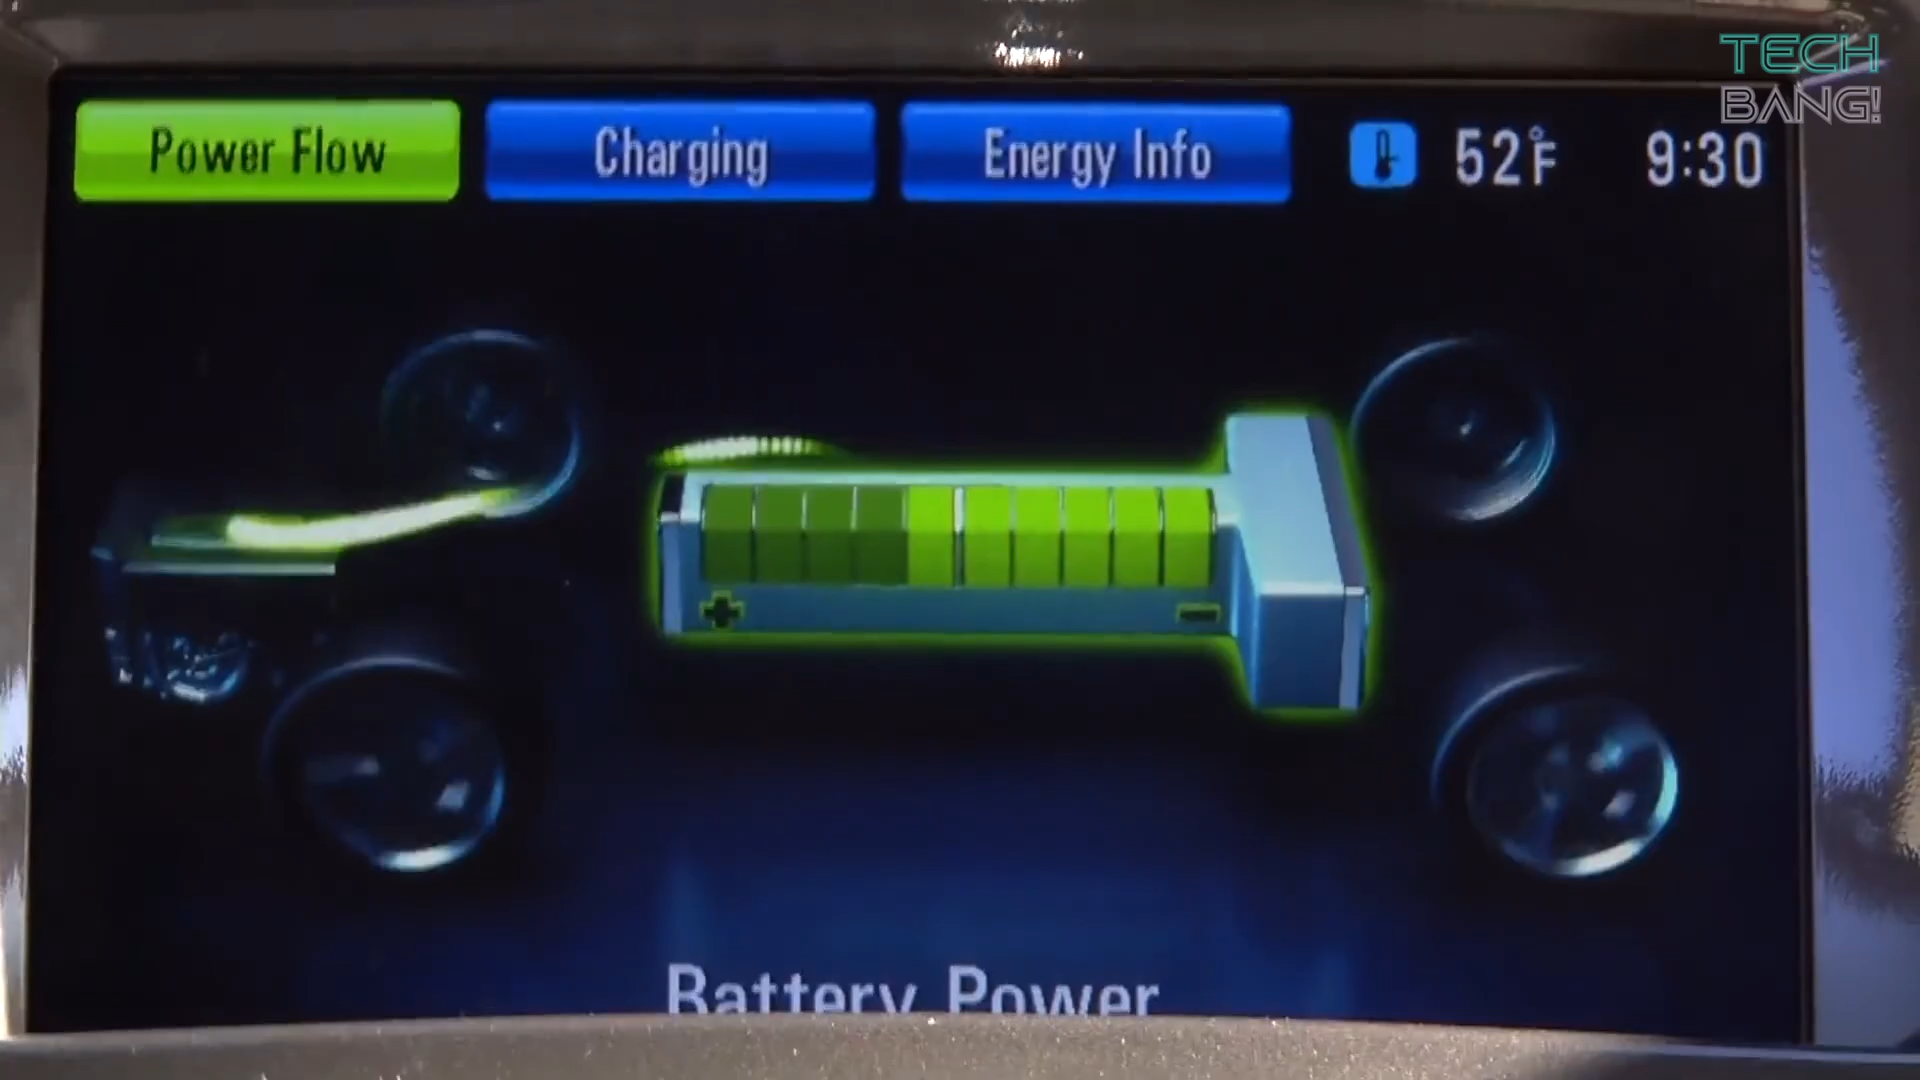 TECH
BANG!
Power Flow
Charging
Energy Info
52°F
9:30
Battery Power